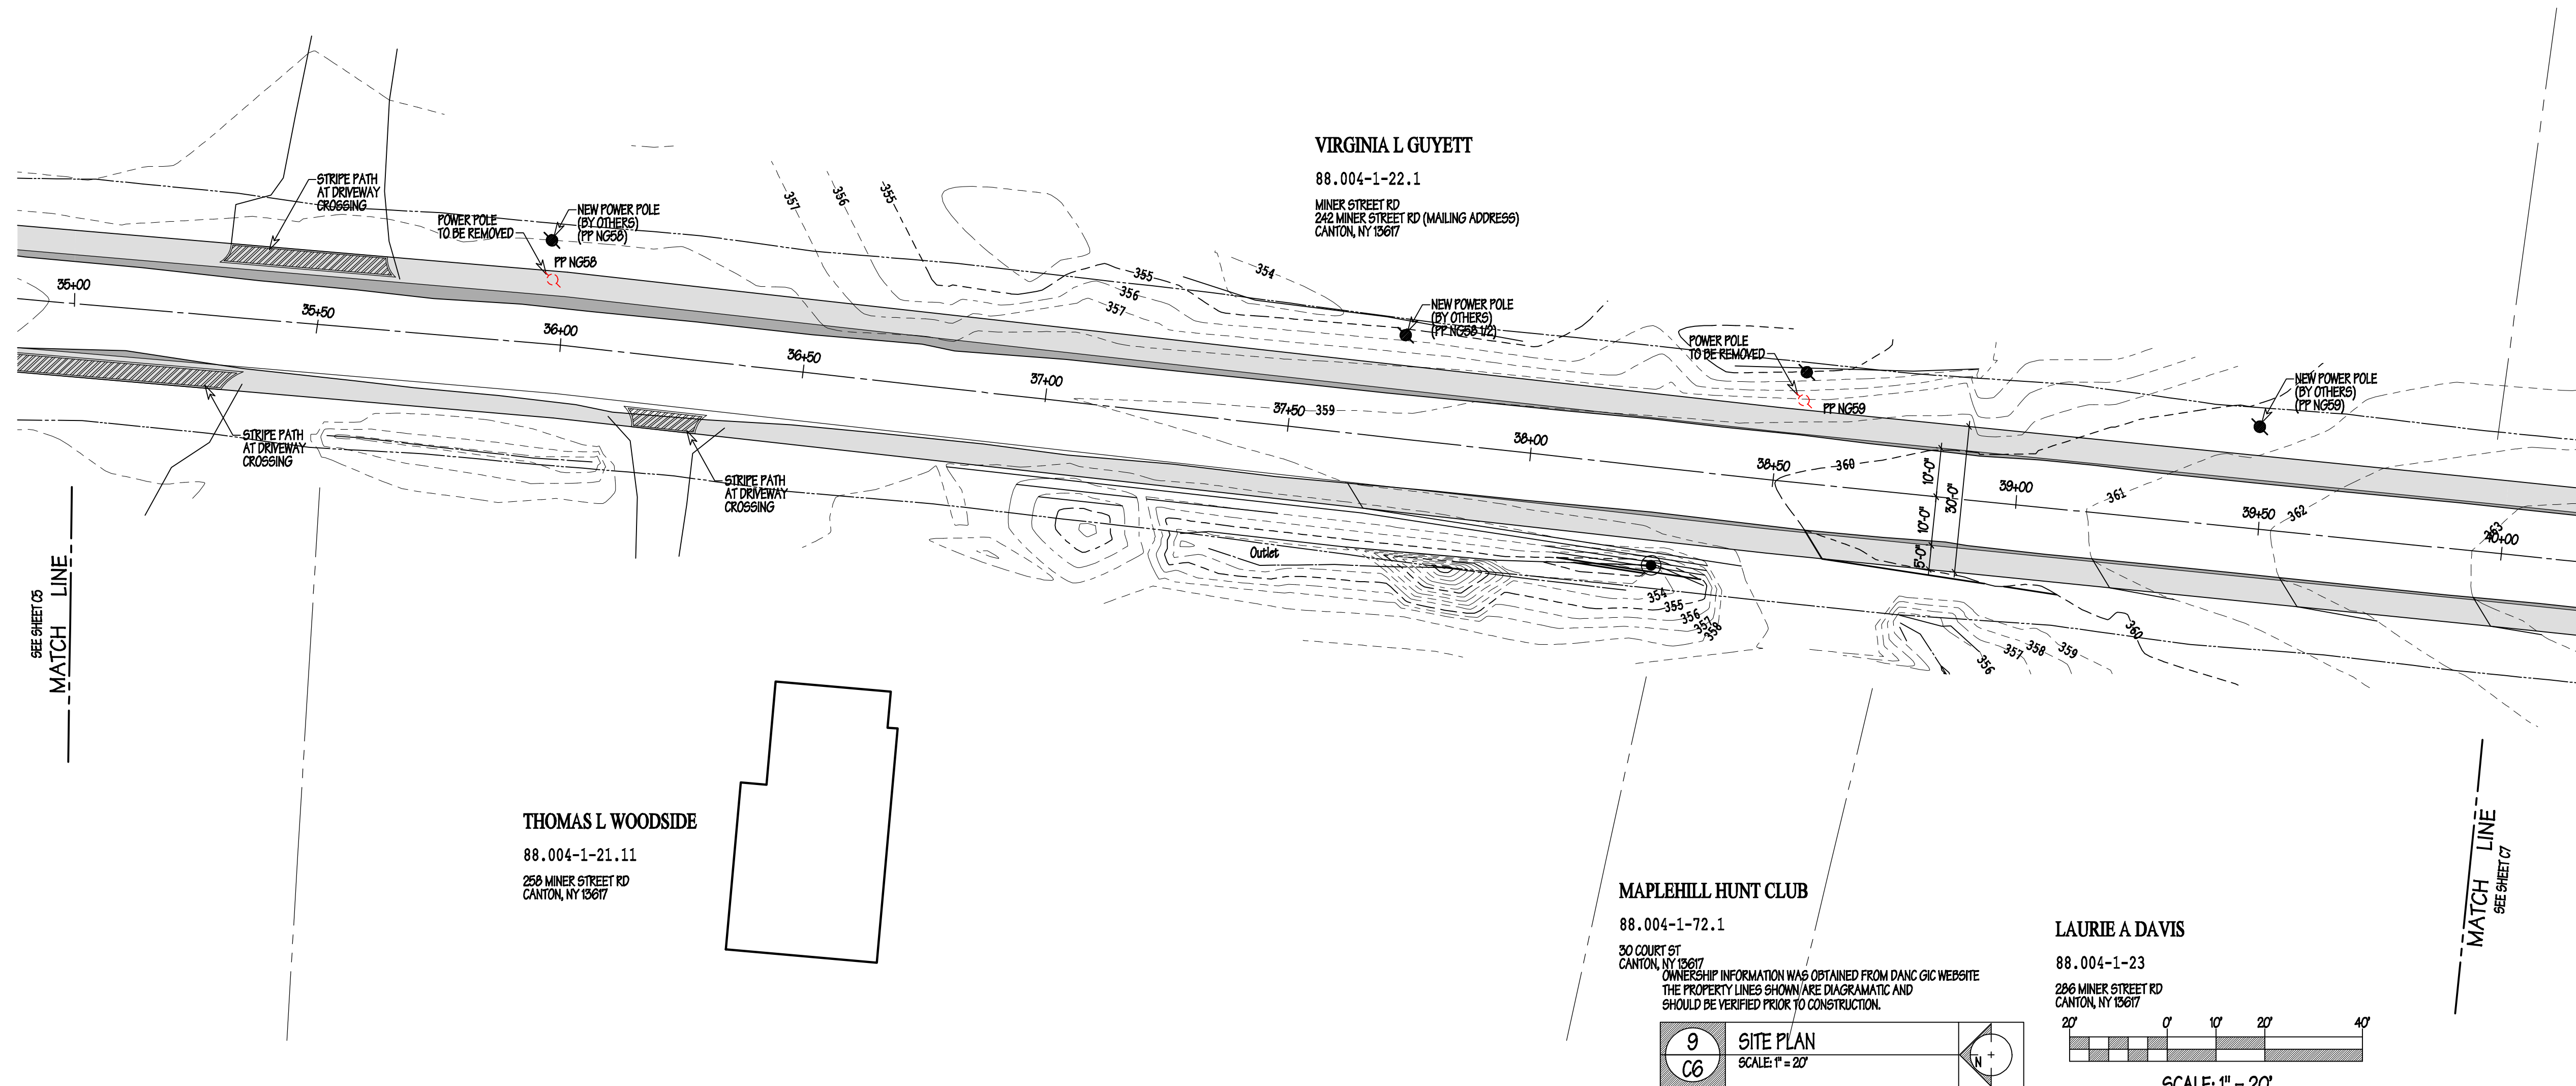 VIRGINIA L GUYETT
88.004-1-22.1
MINER STREET RD
242 MINER STREET RD (MAILING ADDRESS)
CANTON, NY 13617
STRIPE PATH
AT DRIVEWAY
CROSSING
POWER POLE
TO BE REMOVED
NEW POWER POLE
(BY OTHERS)
(PP NG58)
PP NG58
357
356
355
355
356
357
354
NEW POWER POLE
(BY OTHERS)
(PP NG58 1/2)
POWER POLE
TO BE REMOVED
PP NG59
NEW POWER POLE
(BY OTHERS)
(PP NG59)
35+00
35+50
36+00
36+50
37+00
37+50
359
38+00
38+50
360
39+00
361
39+50
362
363
40+00
10'-0"
10'-0"
5'-0"
30'-0"
STRIPE PATH
AT DRIVEWAY
CROSSING
STRIPE PATH
AT DRIVEWAY
CROSSING
Outlet
354
355
356
357
358
356
357
358
359
360
SEE SHEET C5
MATCH LINE
MATCH LINE
SEE SHEET C7
THOMAS L WOODSIDE
88.004-1-21.11
258 MINER STREET RD
CANTON, NY 13617
MAPLEHILL HUNT CLUB
88.004-1-72.1
30 COURT ST
CANTON, NY 13617
OWNERSHIP INFORMATION WAS OBTAINED FROM DANC GIC WEBSITE
THE PROPERTY LINES SHOWN ARE DIAGRAMATIC AND
SHOULD BE VERIFIED PRIOR TO CONSTRUCTION.
LAURIE A DAVIS
88.004-1-23
286 MINER STREET RD
CANTON, NY 13617
9
C6
SITE PLAN
SCALE: 1" = 20'
N
20' 0' 10' 20' 40'
SCALE: 1" = 20'